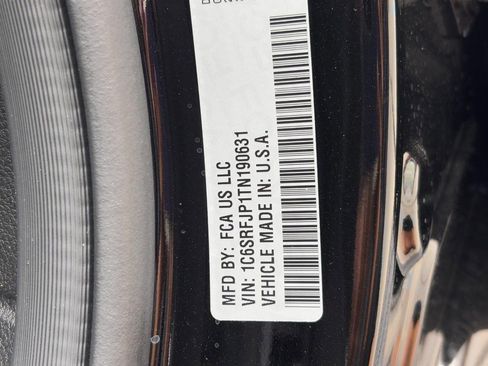 MFD BY: FCA US LLC
VIN: 1C6SRFJP1TN190631
VEHICLE MADE IN: U.S.A.